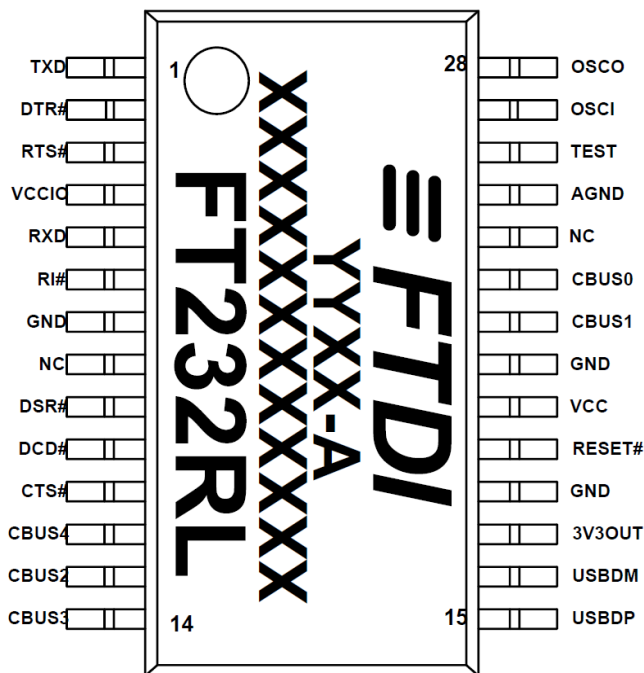 TXD
DTR#
RTS#
VCCIO
RXD
RI#
GND
NC
DSR#
DCD#
CTS#
CBUS4
CBUS2
CBUS3
1
14
28
15
FTDI
YYXX-A
XXXXXXXXXXXX
FT232RL
OSCO
OSCI
TEST
AGND
NC
CBUS0
CBUS1
GND
VCC
RESET#
GND
3V3OUT
USBDM
USBDP